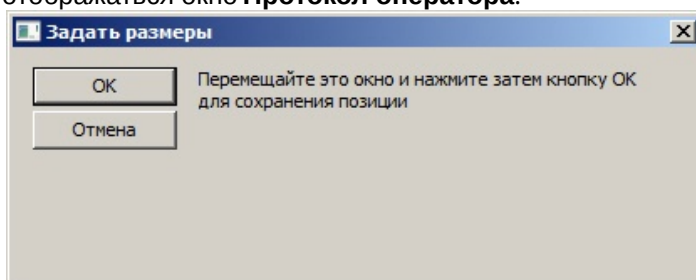 отображаться окно Протокол оператора.
Задать размеры
OK
Перемещайте это окно и нажмите затем кнопку OK
для сохранения позиции
Отмена